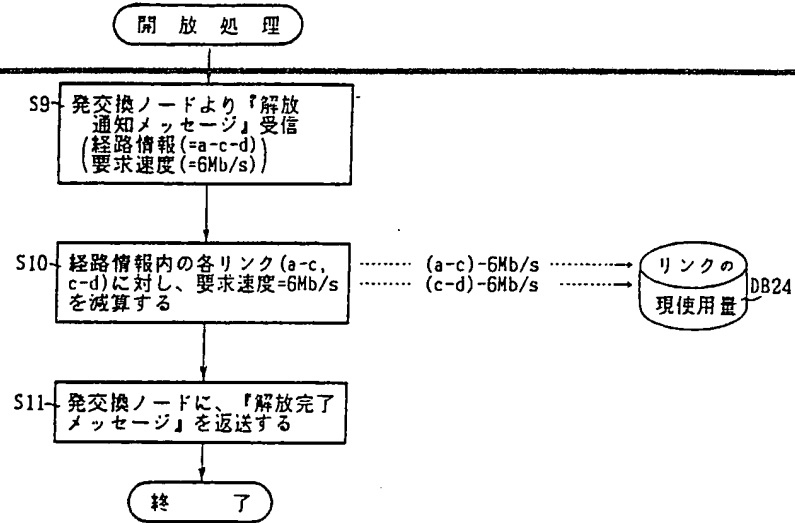 開放処理
S9 発交換ノードより『解放
通知メッセージ』受信
(経路情報(=a-c-d)
要求速度(=6Mb/s))
S10 経路情報内の各リンク(a-c,
c-d)に対し、要求速度=6Mb/s
を減算する
(a-c)-6Mb/s
(c-d)-6Mb/s
リンクの
現使用量
DB24
S11 発交換ノードに、『解放完了
メッセージ』を返送する
終了